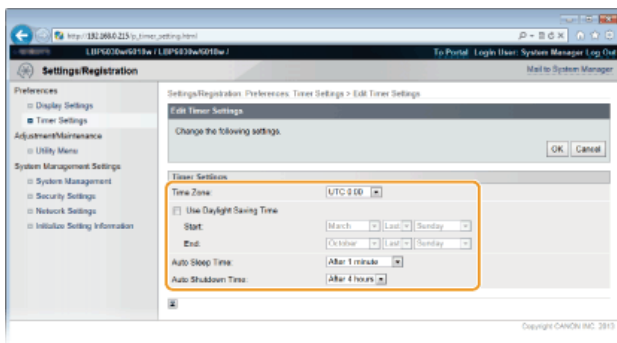 http://192.168.0.215/p_timer_setting.html
LBP6030w/6018w / LBP6030w/6018w /
To Portal Login User: System Manager Log Out
Settings/Registration
Mail to System Manager
Preferences
Display Settings
Timer Settings
Adjustment/Maintenance
Utility Menu
System Management Settings
System Management
Security Settings
Network Settings
Initialize Setting Information
Settings/Registration: Preferences: Timer Settings > Edit Timer Settings
Edit Timer Settings
Change the following settings.
OK Cancel
Timer Settings
Time Zone: UTC 0:00
Use Daylight Saving Time
Start: March Last Sunday
End: October Last Sunday
Auto Sleep Time: After 1 minute
Auto Shutdown Time: After 4 hours
Copyright CANON INC. 2013